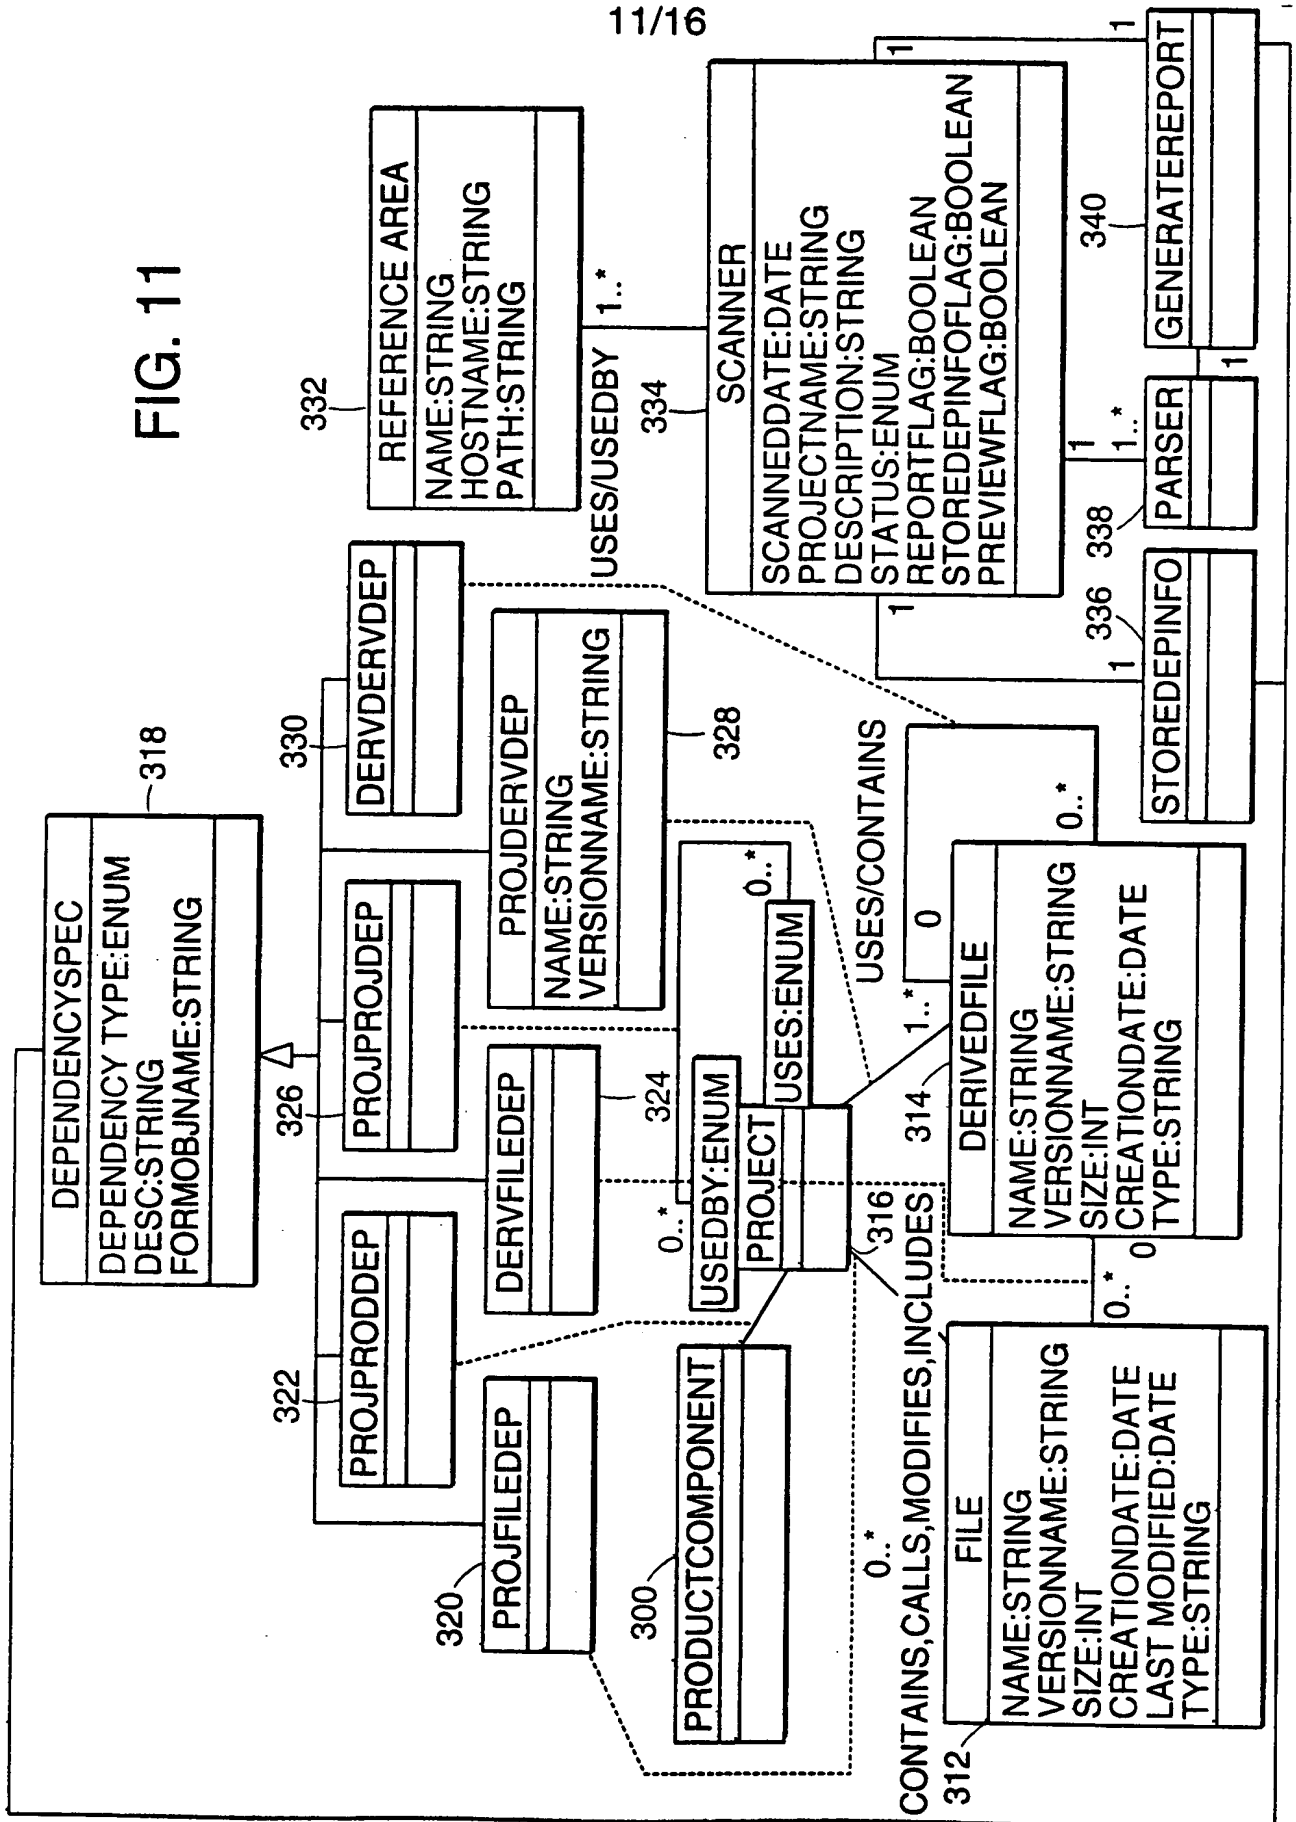 11/16
FIG. 11
DEPENDENCYSPEC
DEPENDENCY TYPE:ENUM
DESC:STRING
FORMOBJNAME:STRING
318
322
PROJPRODDEP
326
PROJPROJDEP
330
DERVDERVDEP
332
REFERENCE AREA
NAME:STRING
HOSTNAME:STRING
PATH:STRING
320
PROJFILEDEP
DERVFILEDEP
324
PROJDERVDEP
NAME:STRING
VERSIONNAME:STRING
328
USES/USEDBY
1..*
300
PRODUCTCOMPONENT
0..*
USEDBY:ENUM
PROJECT
USES:ENUM
0..*
316
334
SCANNER
SCANNEDDATE:DATE
PROJECTNAME:STRING
DESCRIPTION:STRING
STATUS:ENUM
REPORTFLAG:BOOLEAN
STOREDEPINFOFLAG:BOOLEAN
PREVIEWFLAG:BOOLEAN
1
1
1
0..*
CONTAINS,CALLS,MODIFIES,INCLUDES
USES/CONTAINS
312
FILE
NAME:STRING
VERSIONNAME:STRING
SIZE:INT
CREATIONDATE:DATE
LAST MODIFIED:DATE
TYPE:STRING
0..*
0
314
1..*
0
DERIVEDFILE
NAME:STRING
VERSIONNAME:STRING
SIZE:INT
CREATIONDATE:DATE
TYPE:STRING
0..*
336
1
STOREDEPINFO
338
1..*
PARSER
1
340
1
GENERATEREPORT